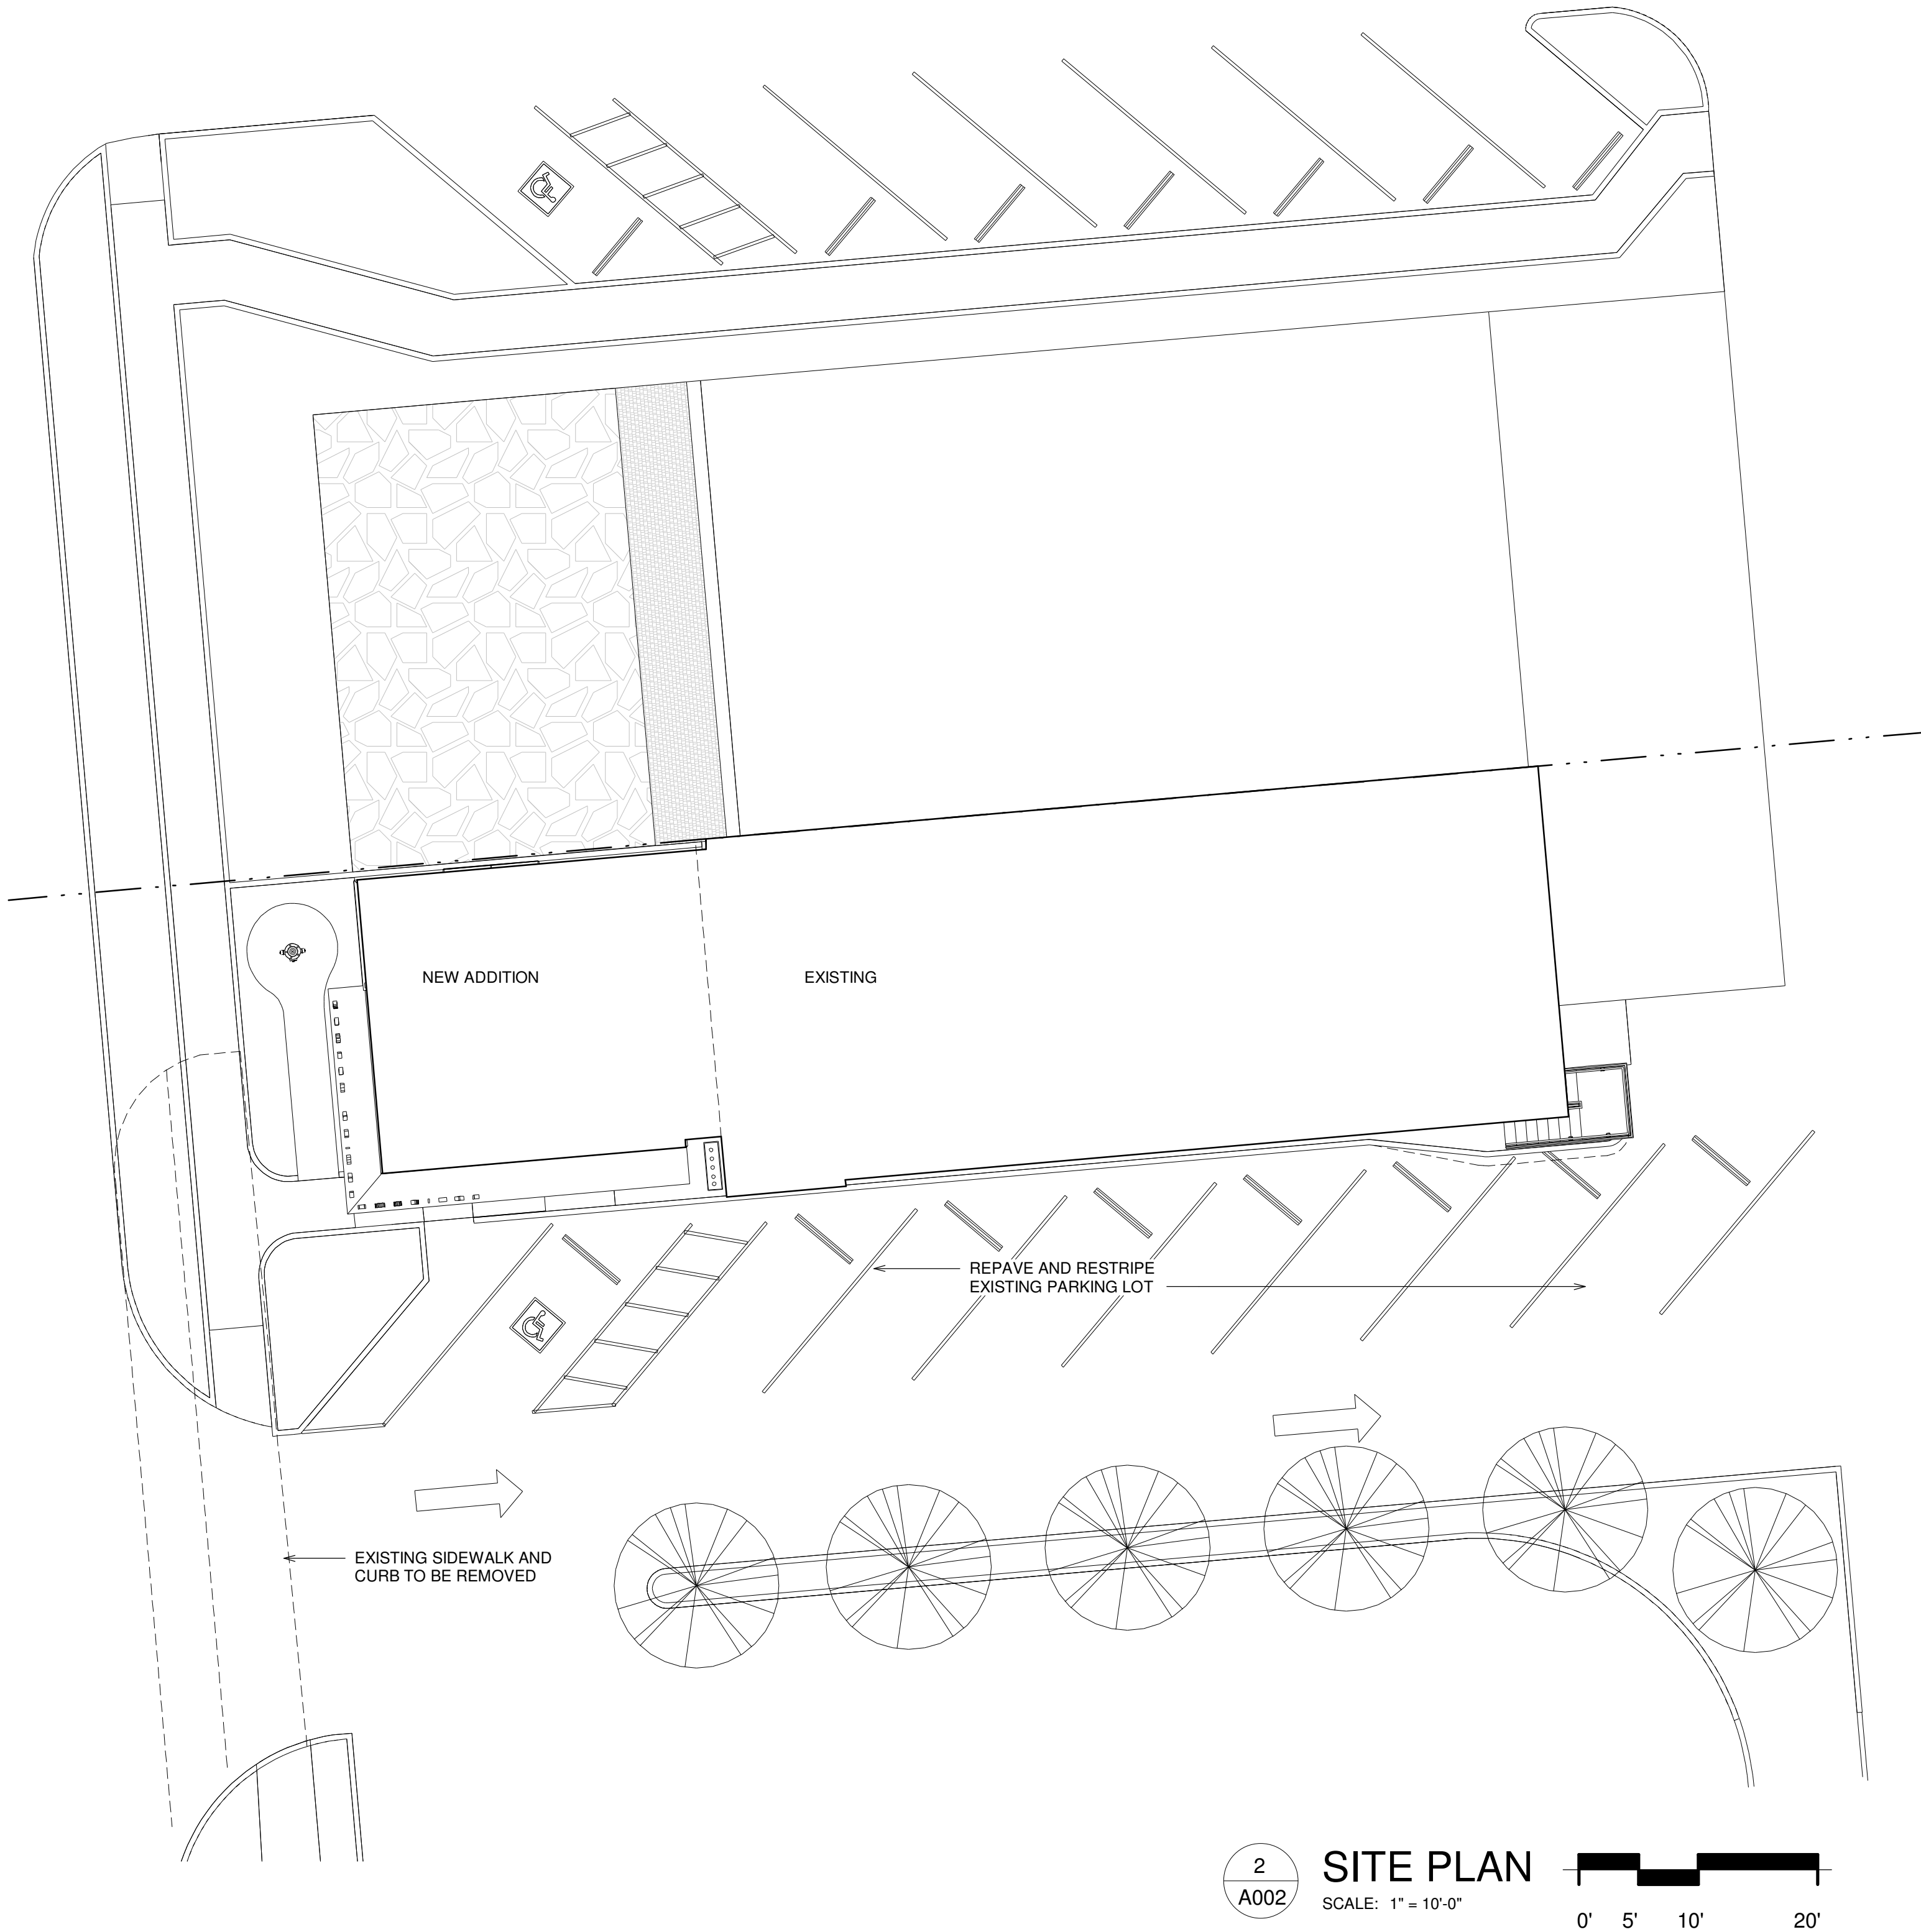 NEW ADDITION
EXISTING
REPAVE AND RESTRIPE
EXISTING PARKING LOT
EXISTING SIDEWALK AND
CURB TO BE REMOVED
2
A002
SITE PLAN
SCALE: 1" = 10'-0"
0' 5' 10' 20'